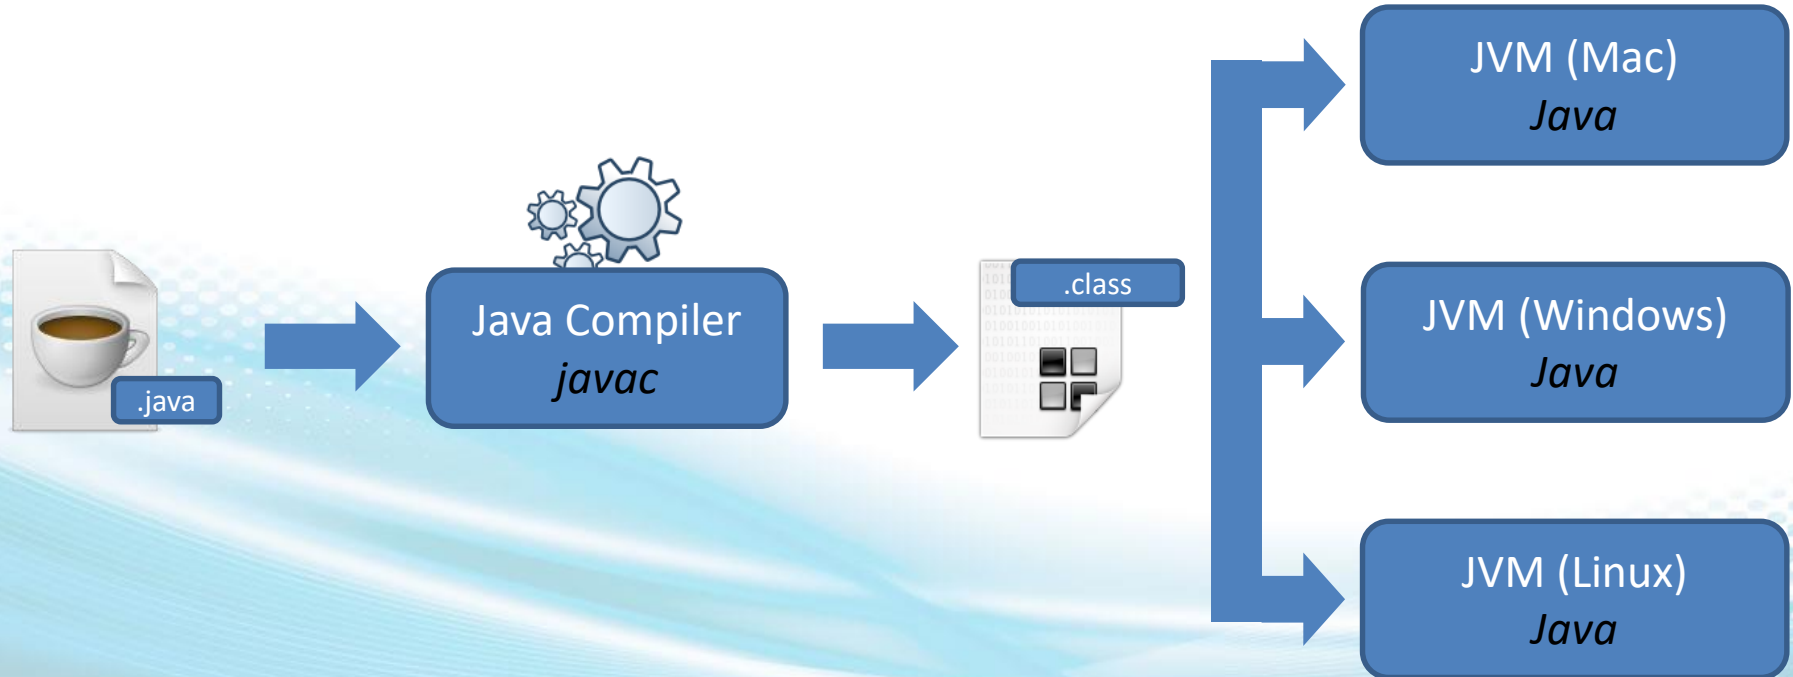 .java
Java Compiler
javac
.class
JVM (Mac)
Java
JVM (Windows)
Java
JVM (Linux)
Java